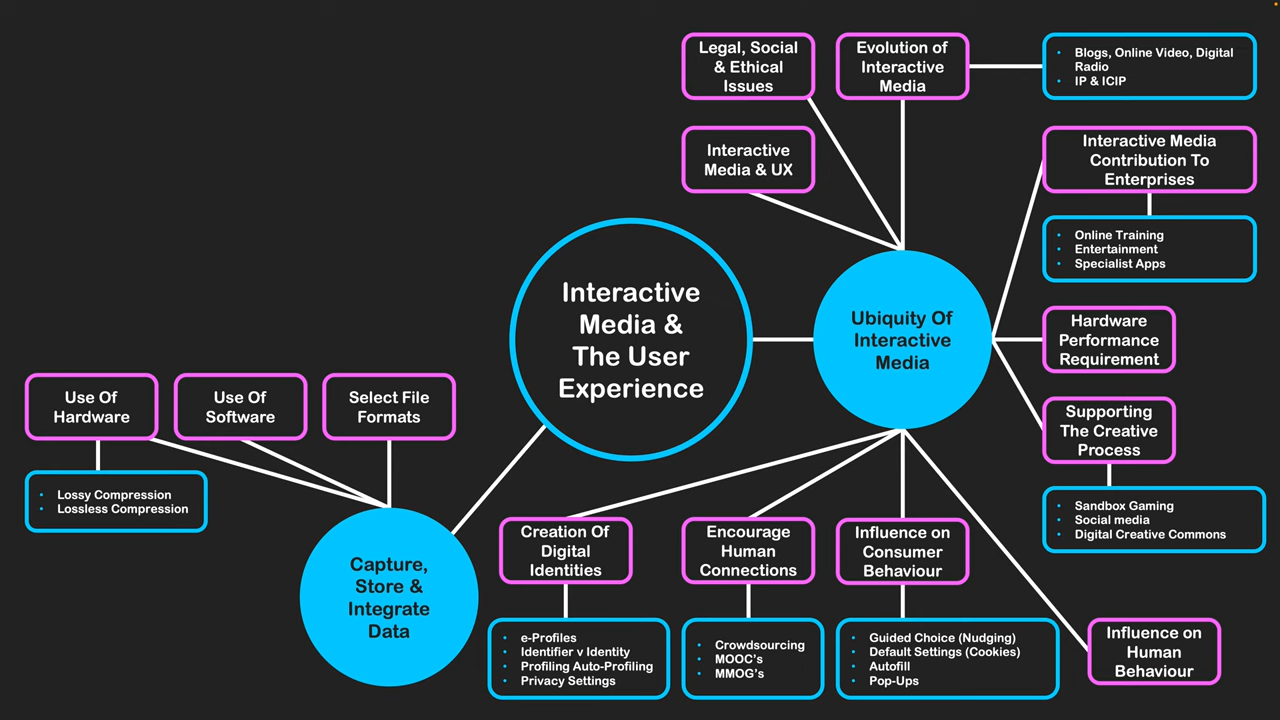 Legal, Social
& Ethical
Issues
Evolution of
Interactive
Media
• Blogs, Online Video, Digital
Radio
• IP & ICIP
Interactive
Media & UX
Interactive Media
Contribution To
Enterprises
• Online Training
• Entertainment
• Specialist Apps
Interactive
Media &
The User
Experience
Ubiquity Of
Interactive
Media
Hardware
Performance
Requirement
Use Of
Hardware
Use Of
Software
Select File
Formats
Supporting
The Creative
Process
• Lossy Compression
• Lossless Compression
• Sandbox Gaming
• Social media
• Digital Creative Commons
Capture,
Store &
Integrate
Data
Creation Of
Digital
Identities
Encourage
Human
Connections
Influence on
Consumer
Behaviour
• e-Profiles
• Identifier v Identity
• Profiling Auto-Profiling
• Privacy Settings
• Crowdsourcing
• MOOC's
• MMOG's
• Guided Choice (Nudging)
• Default Settings (Cookies)
• Autofill
• Pop-Ups
Influence on
Human
Behaviour